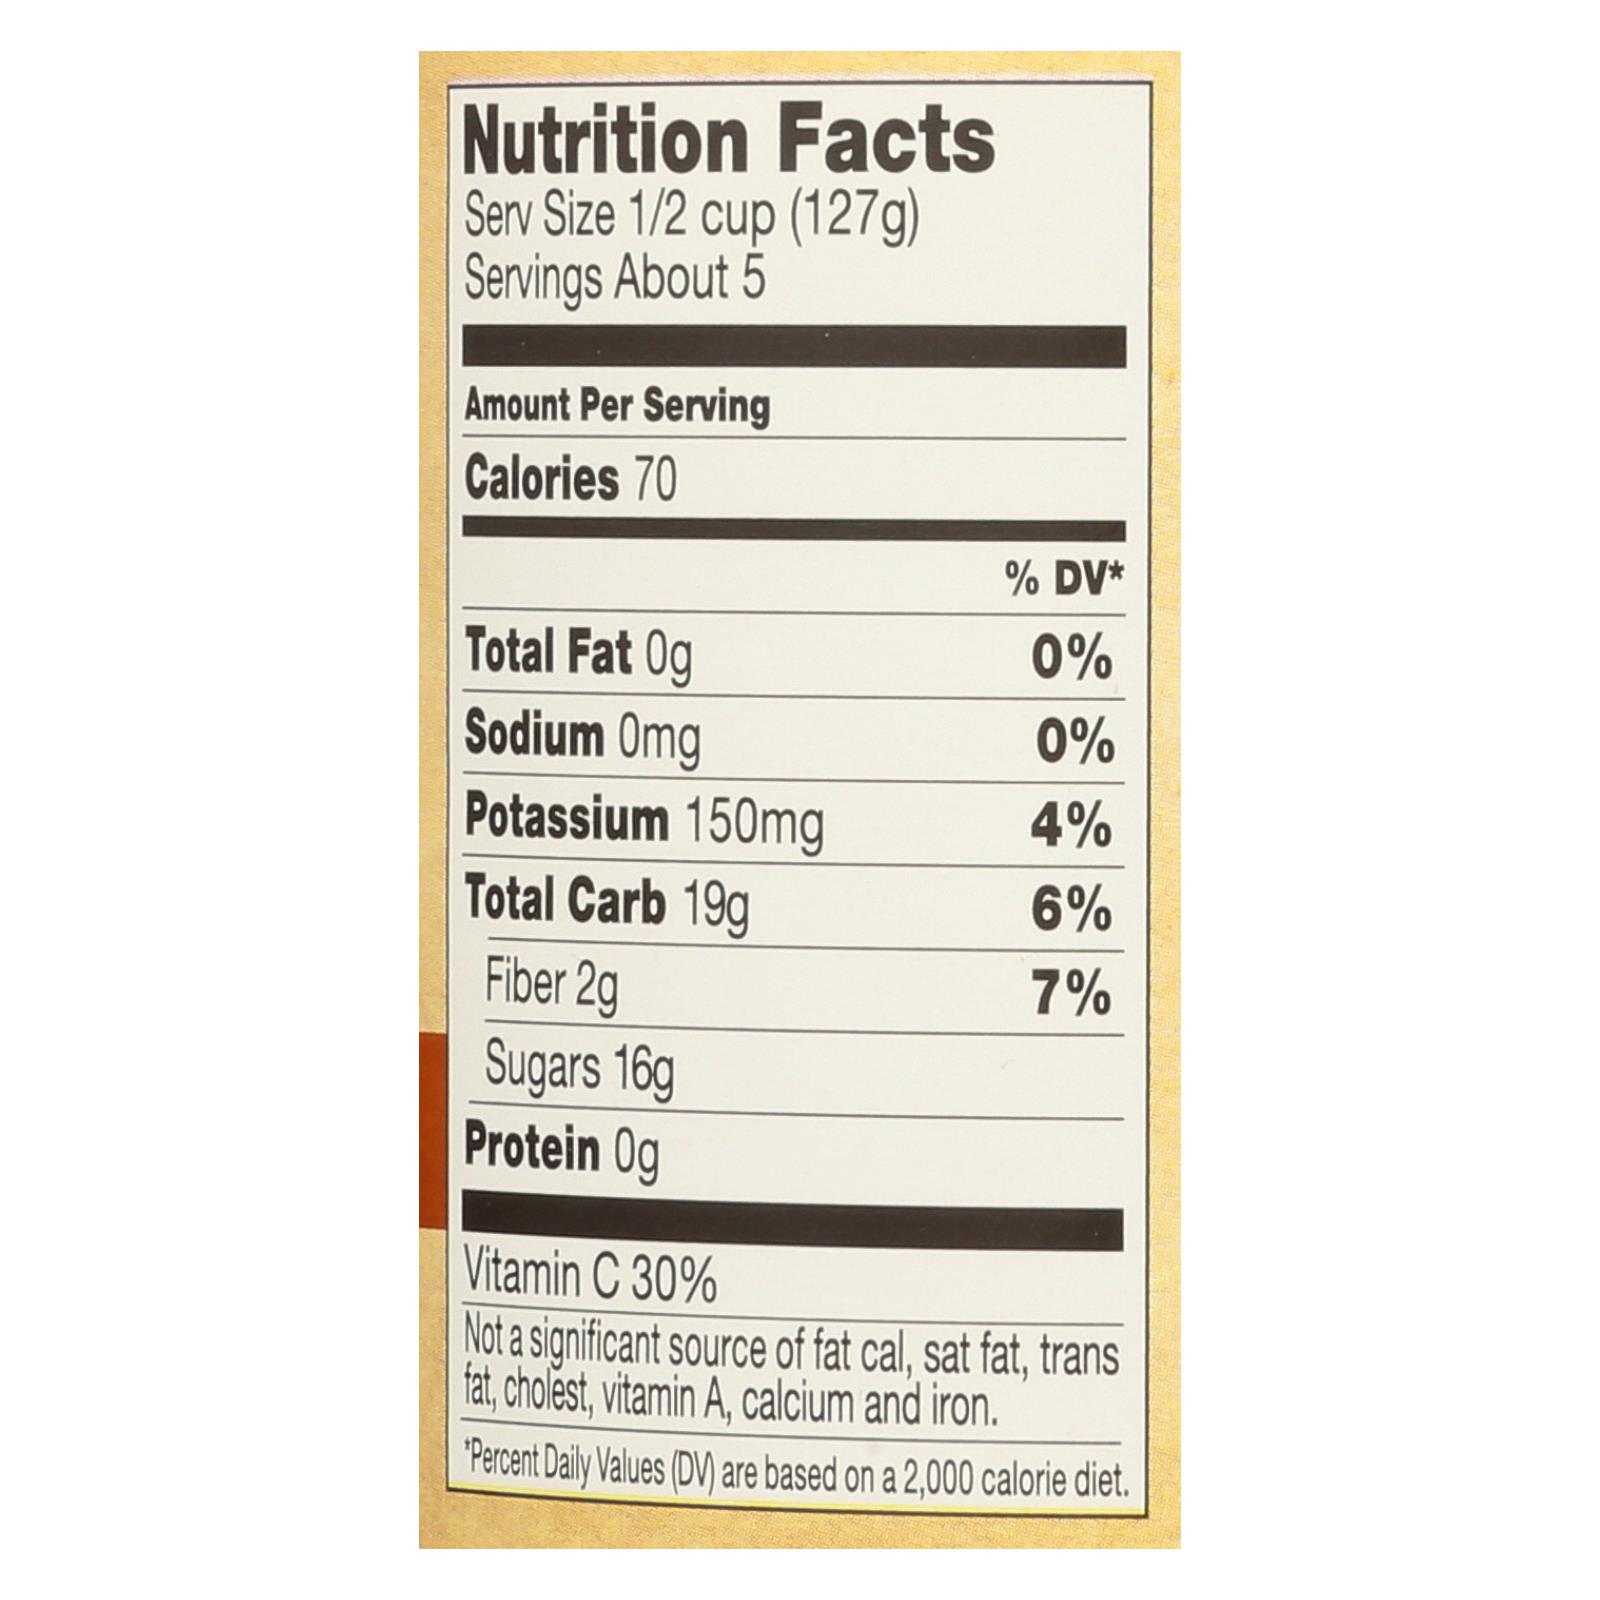 Nutrition Facts
Serv Size 1/2 cup (127g)
Servings About 5
Amount Per Serving
Calories 70
% DV*
Total Fat 0g 0%
Sodium 0mg 0%
Potassium 150mg 4%
Total Carb 19g 6%
Fiber 2g 7%
Sugars 16g
Protein 0g
Vitamin C 30%
Not a significant source of fat cal, sat fat, trans
fat, cholest, vitamin A, calcium and iron.
*Percent Daily Values (DV) are based on a 2,000 calorie diet.